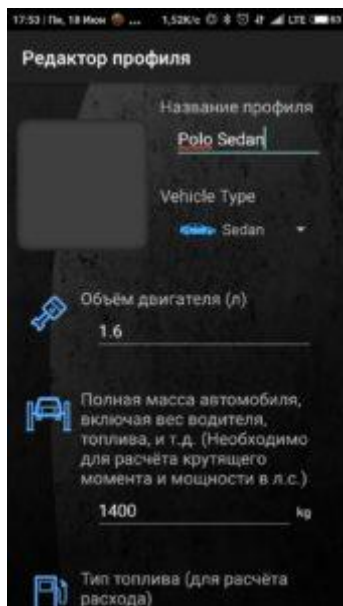 17:53 | Пн, 18 Июн ... 1,52K/с LTE
Редактор профиля
Название профиля
Polo Sedan
Vehicle Type
Sedan
Объём двигателя (л)
1.6
Полная масса автомобиля,
включая вес водителя,
топлива, и т.д. (Необходимо
для расчёта крутящего
момента и мощности в л.с.)
1400 kg
Тип топлива (для расчёта
расхода)